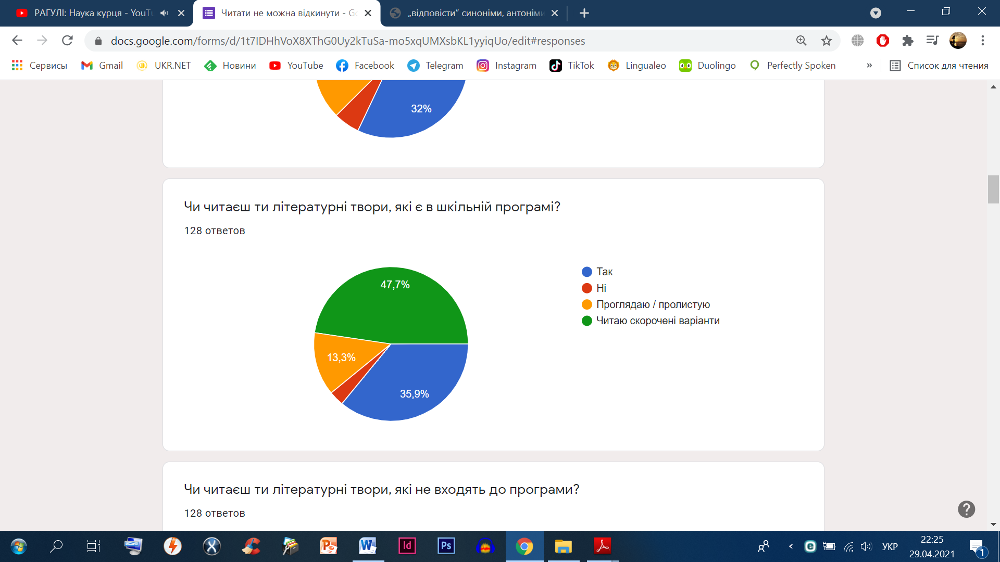 РАГУЛІ: Наука курця - YouTu
Читати не можна відкинути - Go
„відповісти“ синоніми, антоніми
docs.google.com/forms/d/1t7IDHhVoX8XThG0Uy2kTuSa-mo5xqUMXsbKL1yyiqUo/edit#responses
Сервисы
Gmail
UKR.NET
Новини
YouTube
Facebook
Telegram
Instagram
TikTok
Lingualeo
Duolingo
Perfectly Spoken
»
Список для чтения
32%
Чи читаєш ти літературні твори, які є в шкільній програмі?
128 ответов
47,7%
13,3%
35,9%
Так
Ні
Проглядаю / пролистую
Читаю скорочені варіанти
Чи читаєш ти літературні твори, які не входять до програми?
128 ответов
УКР
22:25
29.04.2021
1